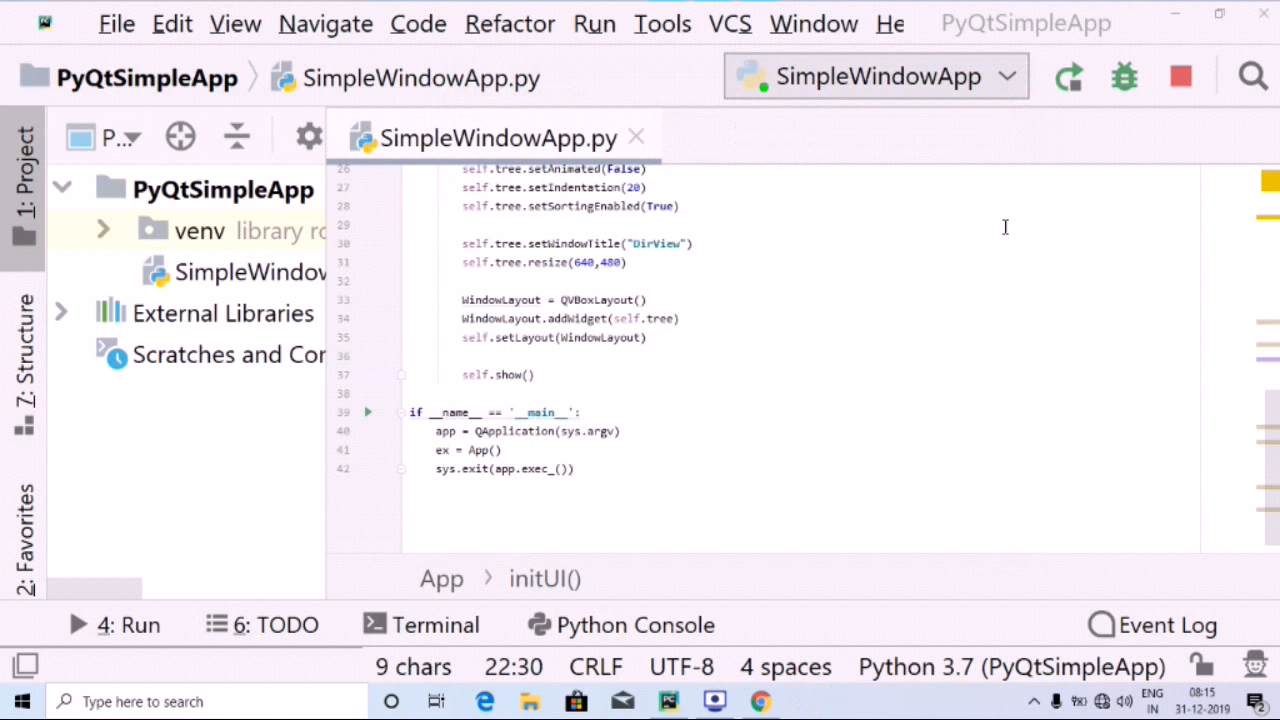 File Edit View Navigate Code Refactor Run Tools VCS Window He PyQtSimpleApp
PyQtSimpleApp SimpleWindowApp.py SimpleWindowApp
1: Project
7: Structure
2: Favorites
P..
PyQtSimpleApp
venv library ro
SimpleWindow
External Libraries
Scratches and Con
SimpleWindowApp.py
26 self.tree.setAnimated(False)
27 self.tree.setIndentation(20)
28 self.tree.setSortingEnabled(True)
29
30 self.tree.setWindowTitle("DirView")
31 self.tree.resize(640,480)
32
33 WindowLayout = QVBoxLayout()
34 WindowLayout.addWidget(self.tree)
35 self.setLayout(WindowLayout)
36
37 self.show()
38
39 if __name__ == '__main__':
40 app = QApplication(sys.argv)
41 ex = App()
42 sys.exit(app.exec_())
App initUI()
4: Run 6: TODO Terminal Python Console Event Log
9 chars 22:30 CRLF UTF-8 4 spaces Python 3.7 (PyQtSimpleApp)
Type here to search
ENG
IN
08:15
31-12-2019
2